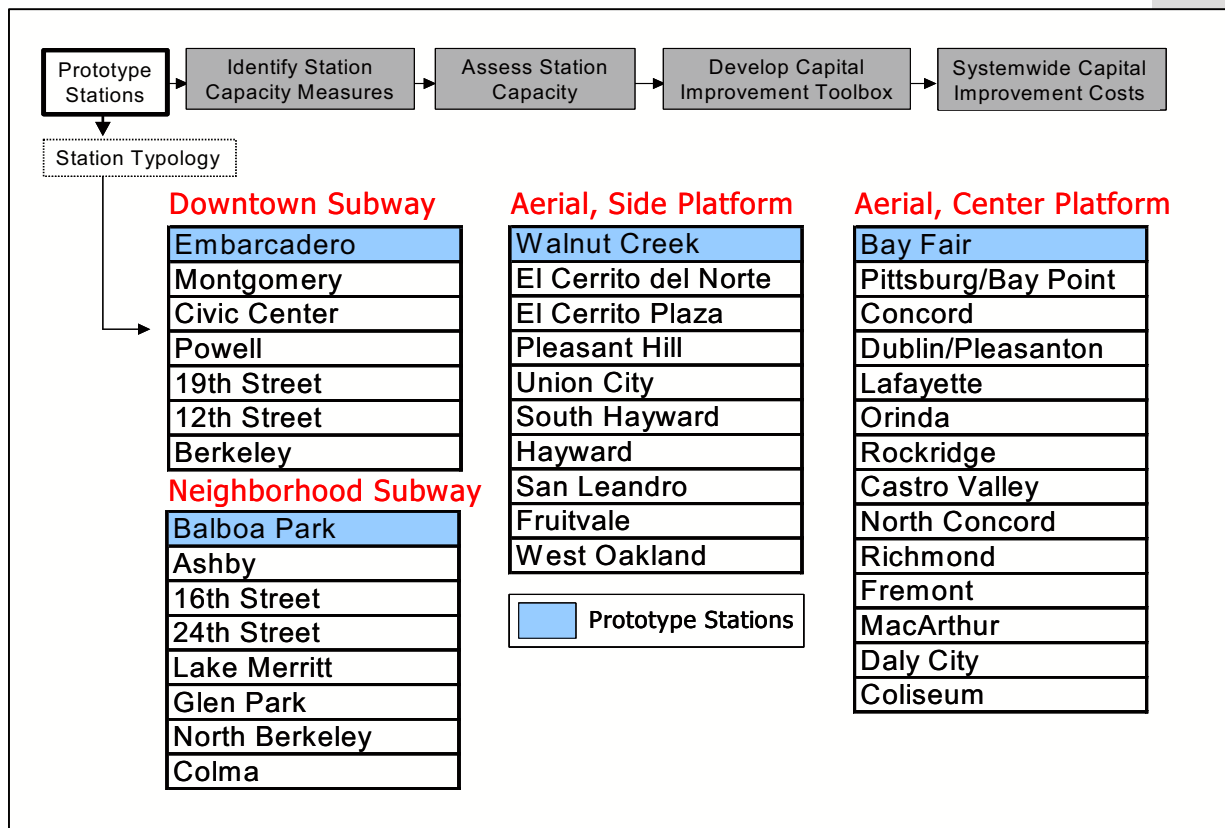 Prototype
Stations
Identify Station
Capacity Measures
Assess Station
Capacity
Develop Capital
Improvement Toolbox
Systemwide Capital
Improvement Costs
Station Typology
Downtown Subway
Embarcadero
Montgomery
Civic Center
Powell
19th Street
12th Street
Berkeley
Neighborhood Subway
Balboa Park
Ashby
16th Street
24th Street
Lake Merritt
Glen Park
North Berkeley
Colma
Aerial, Side Platform
Walnut Creek
El Cerrito del Norte
El Cerrito Plaza
Pleasant Hill
Union City
South Hayward
Hayward
San Leandro
Fruitvale
West Oakland
Prototype Stations
Aerial, Center Platform
Bay Fair
Pittsburg/Bay Point
Concord
Dublin/Pleasanton
Lafayette
Orinda
Rockridge
Castro Valley
North Concord
Richmond
Fremont
MacArthur
Daly City
Coliseum